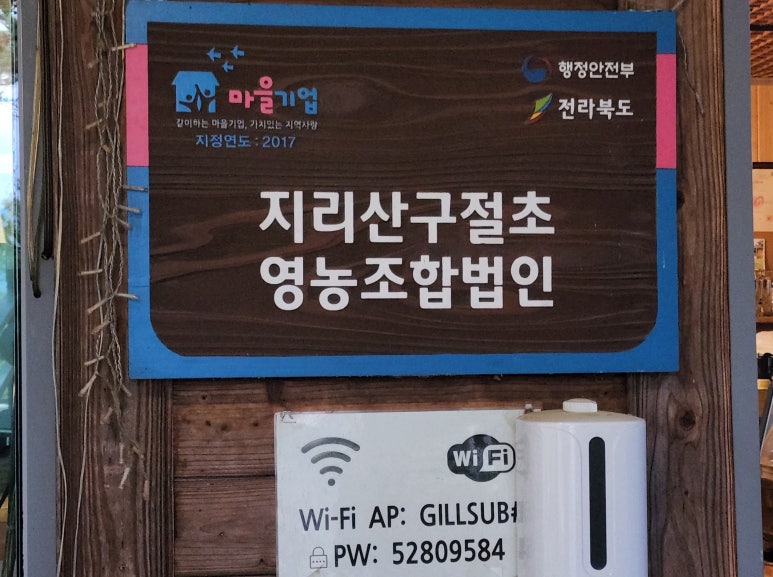 마을기업
같이하는 마을기업, 가치있는 지역사랑
지정연도 : 2017
행정안전부
전라북도
지리산구절초
영농조합법인
Wi Fi
Wi-Fi AP: GILLSUB#
PW: 52809584